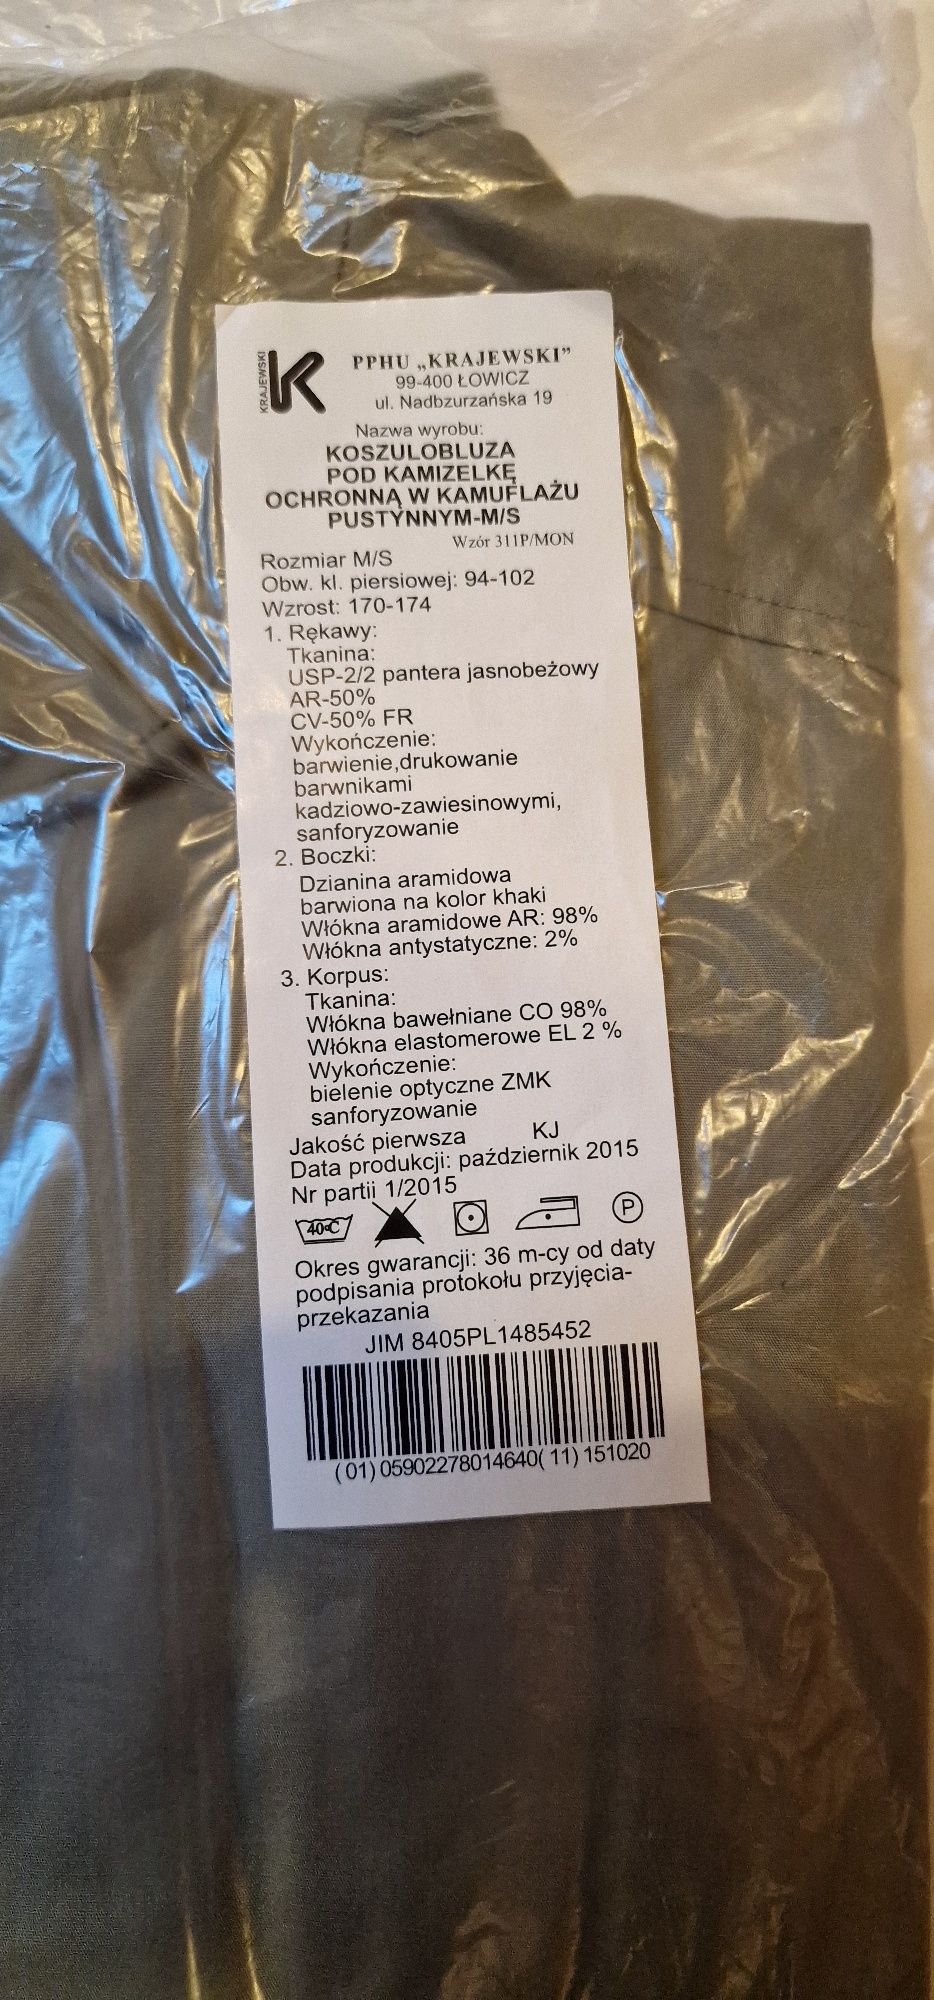 KRAJEWSKI
K
PPHU „KRAJEWSKI”
99-400 ŁOWICZ
ul. Nadbzurzańska 19
Nazwa wyrobu:
KOSZULOBLUZA
POD KAMIZELKĘ
OCHRONNĄ W KAMUFLAŻU
PUSTYNNYM-M/S
Wzór 311P/MON
Rozmiar M/S
Obw. kl. piersiowej: 94-102
Wzrost: 170-174
1. Rękawy:
Tkanina:
USP-2/2 pantera jasnobeżowy
AR-50%
CV-50% FR
Wykończenie:
barwienie,drukowanie
barwnikami
kadziowo-zawiesinowymi,
sanforyzowanie
2. Boczki:
Dzianina aramidowa
barwiona na kolor khaki
Włókna aramidowe AR: 98%
Włókna antystatyczne: 2%
3. Korpus:
Tkanina:
Włókna bawełniane CO 98%
Włókna elastomerowe EL 2 %
Wykończenie:
bielenie optyczne ZMK
sanforyzowanie
Jakość pierwsza KJ
Data produkcji: październik 2015
Nr partii 1/2015
40°C P
Okres gwarancji: 36 m-cy od daty
podpisania protokołu przyjęcia-
przekazania
JIM 8405PL1485452
(01)05902278014640(11)151020